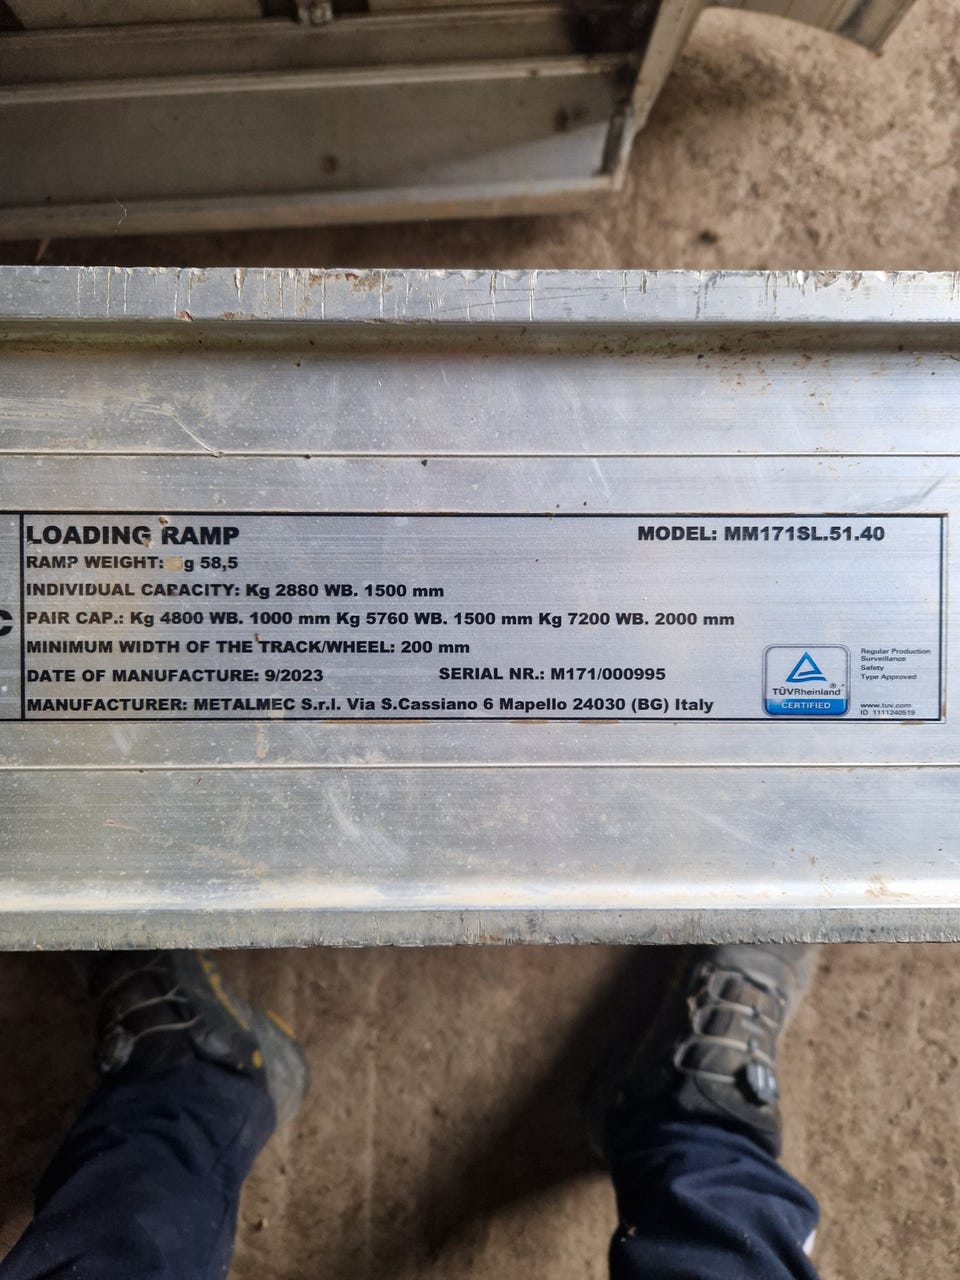 LOADING RAMP
MODEL: MM171SL.51.40
RAMP WEIGHT: g 58,5
INDIVIDUAL CAPACITY: Kg 2880 WB. 1500 mm
PAIR CAP.: Kg 4800 WB. 1000 mm Kg 5760 WB. 1500 mm Kg 7200 WB. 2000 mm
MINIMUM WIDTH OF THE TRACK/WHEEL: 200 mm
DATE OF MANUFACTURE: 9/2023 SERIAL NR.: M171/000995
MANUFACTURER: METALMEC S.r.l. Via S.Cassiano 6 Mapello 24030 (BG) Italy
TÜVRheinland®
CERTIFIED
Regular Production
Surveillance
Safety
Type Approved
www.tuv.com
ID 1111240519